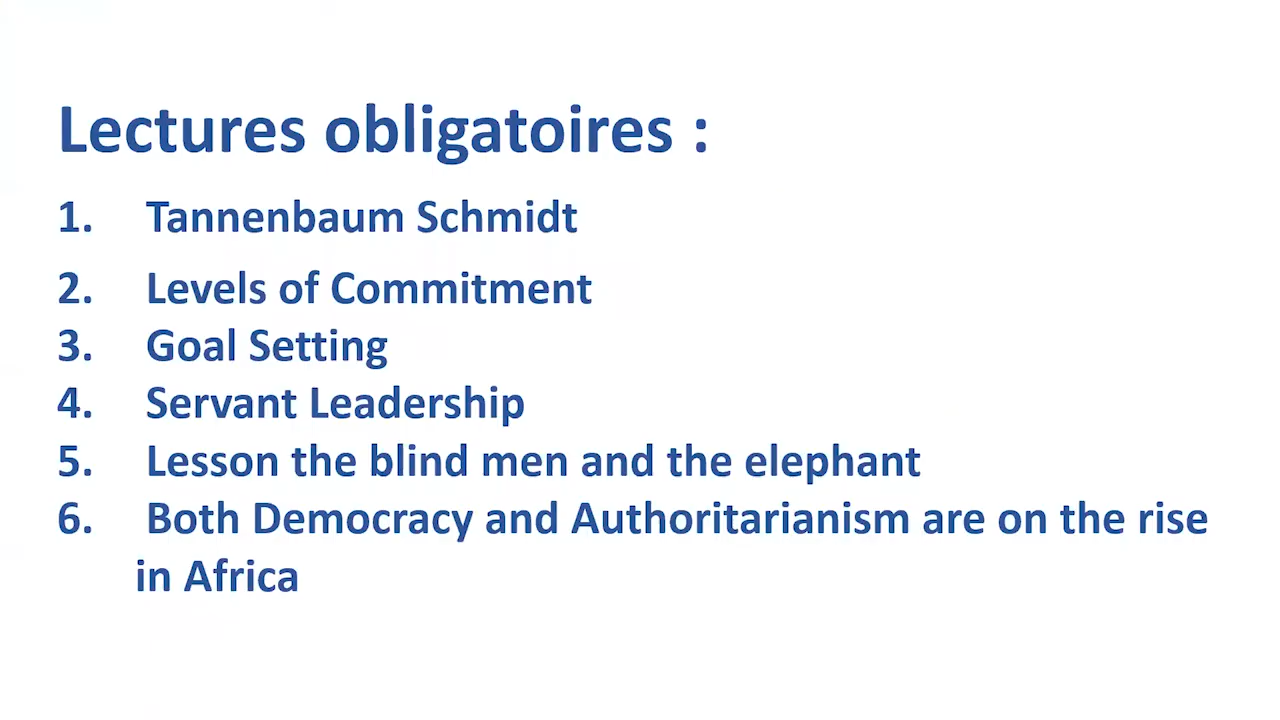 Lectures obligatoires :
1. Tannenbaum Schmidt
2. Levels of Commitment
3. Goal Setting
4. Servant Leadership
5. Lesson the blind men and the elephant
6. Both Democracy and Authoritarianism are on the rise
in Africa